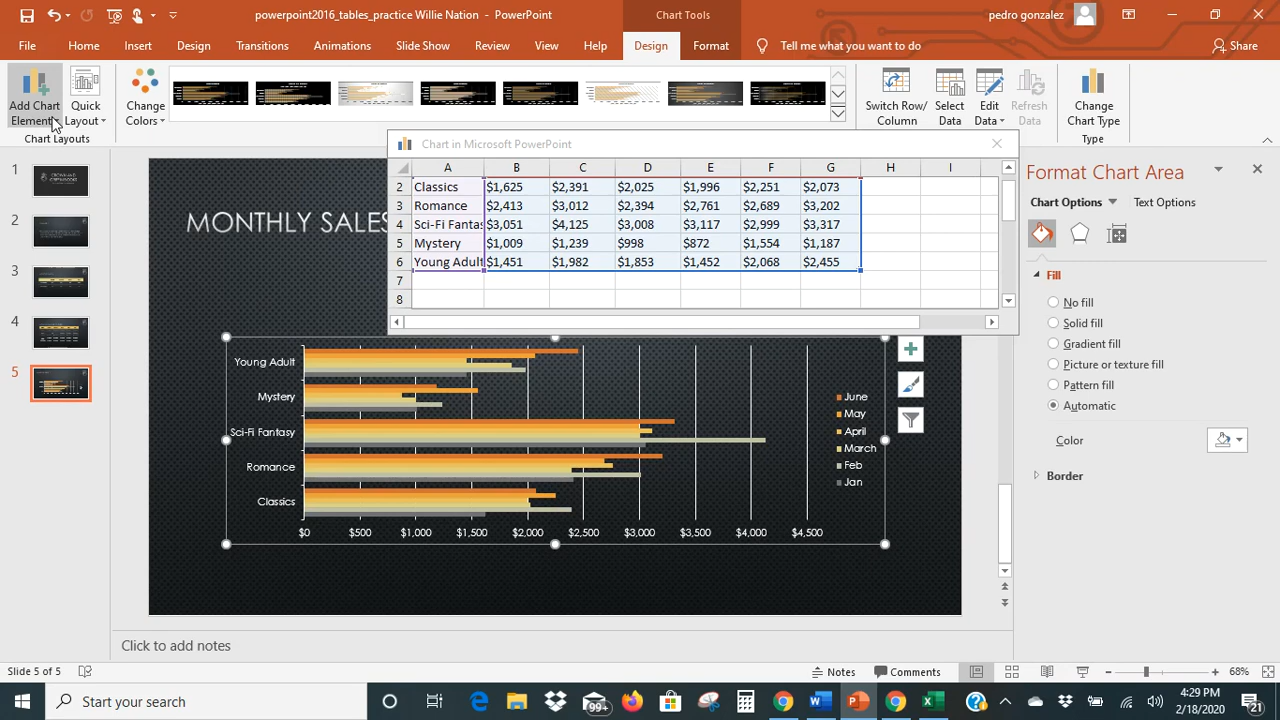 powerpoint2016_tables_practice Willie Nation - PowerPoint
Chart Tools
pedro gonzalez
File Home Insert Design Transitions Animations Slide Show Review View Help Design Format Tell me what you want to do Share
Add Chart
Element
Quick
Layout
Chart Layouts
Change
Colors
Switch Row/
Column
Select
Data
Edit
Data
Refresh
Data
Change
Chart Type
Type
1
2
3
4
5
MONTHLY SALES
Chart in Microsoft PowerPoint
A B C D E F G H I
2 Classics $1,625 $2,391 $2,025 $1,996 $2,251 $2,073
3 Romance $2,413 $3,012 $2,394 $2,761 $2,689 $3,202
4 Sci-Fi Fantas $3,051 $4,125 $3,008 $3,117 $2,999 $3,317
5 Mystery $1,009 $1,239 $998 $872 $1,554 $1,187
6 Young Adult $1,451 $1,982 $1,853 $1,452 $2,068 $2,455
7
8
Young Adult
Mystery
Sci-Fi Fantasy
Romance
Classics
$0 $500 $1,000 $1,500 $2,000 $2,500 $3,000 $3,500 $4,000 $4,500
June
May
April
March
Feb
Jan
Format Chart Area
Chart Options Text Options
Fill
No fill
Solid fill
Gradient fill
Picture or texture fill
Pattern fill
Automatic
Color
Border
Click to add notes
Slide 5 of 5
Notes Comments 68%
Start your search
99+
4:29 PM
2/18/2020
21